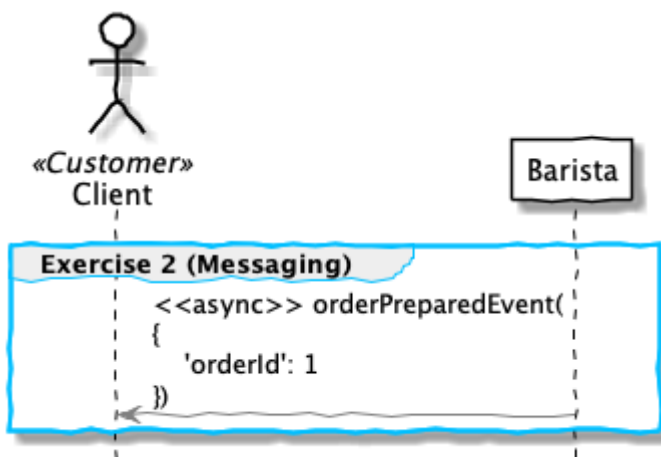 «Customer»
Client
Barista
Exercise 2 (Messaging)
<<async>> orderPreparedEvent(
{
'orderId': 1
})